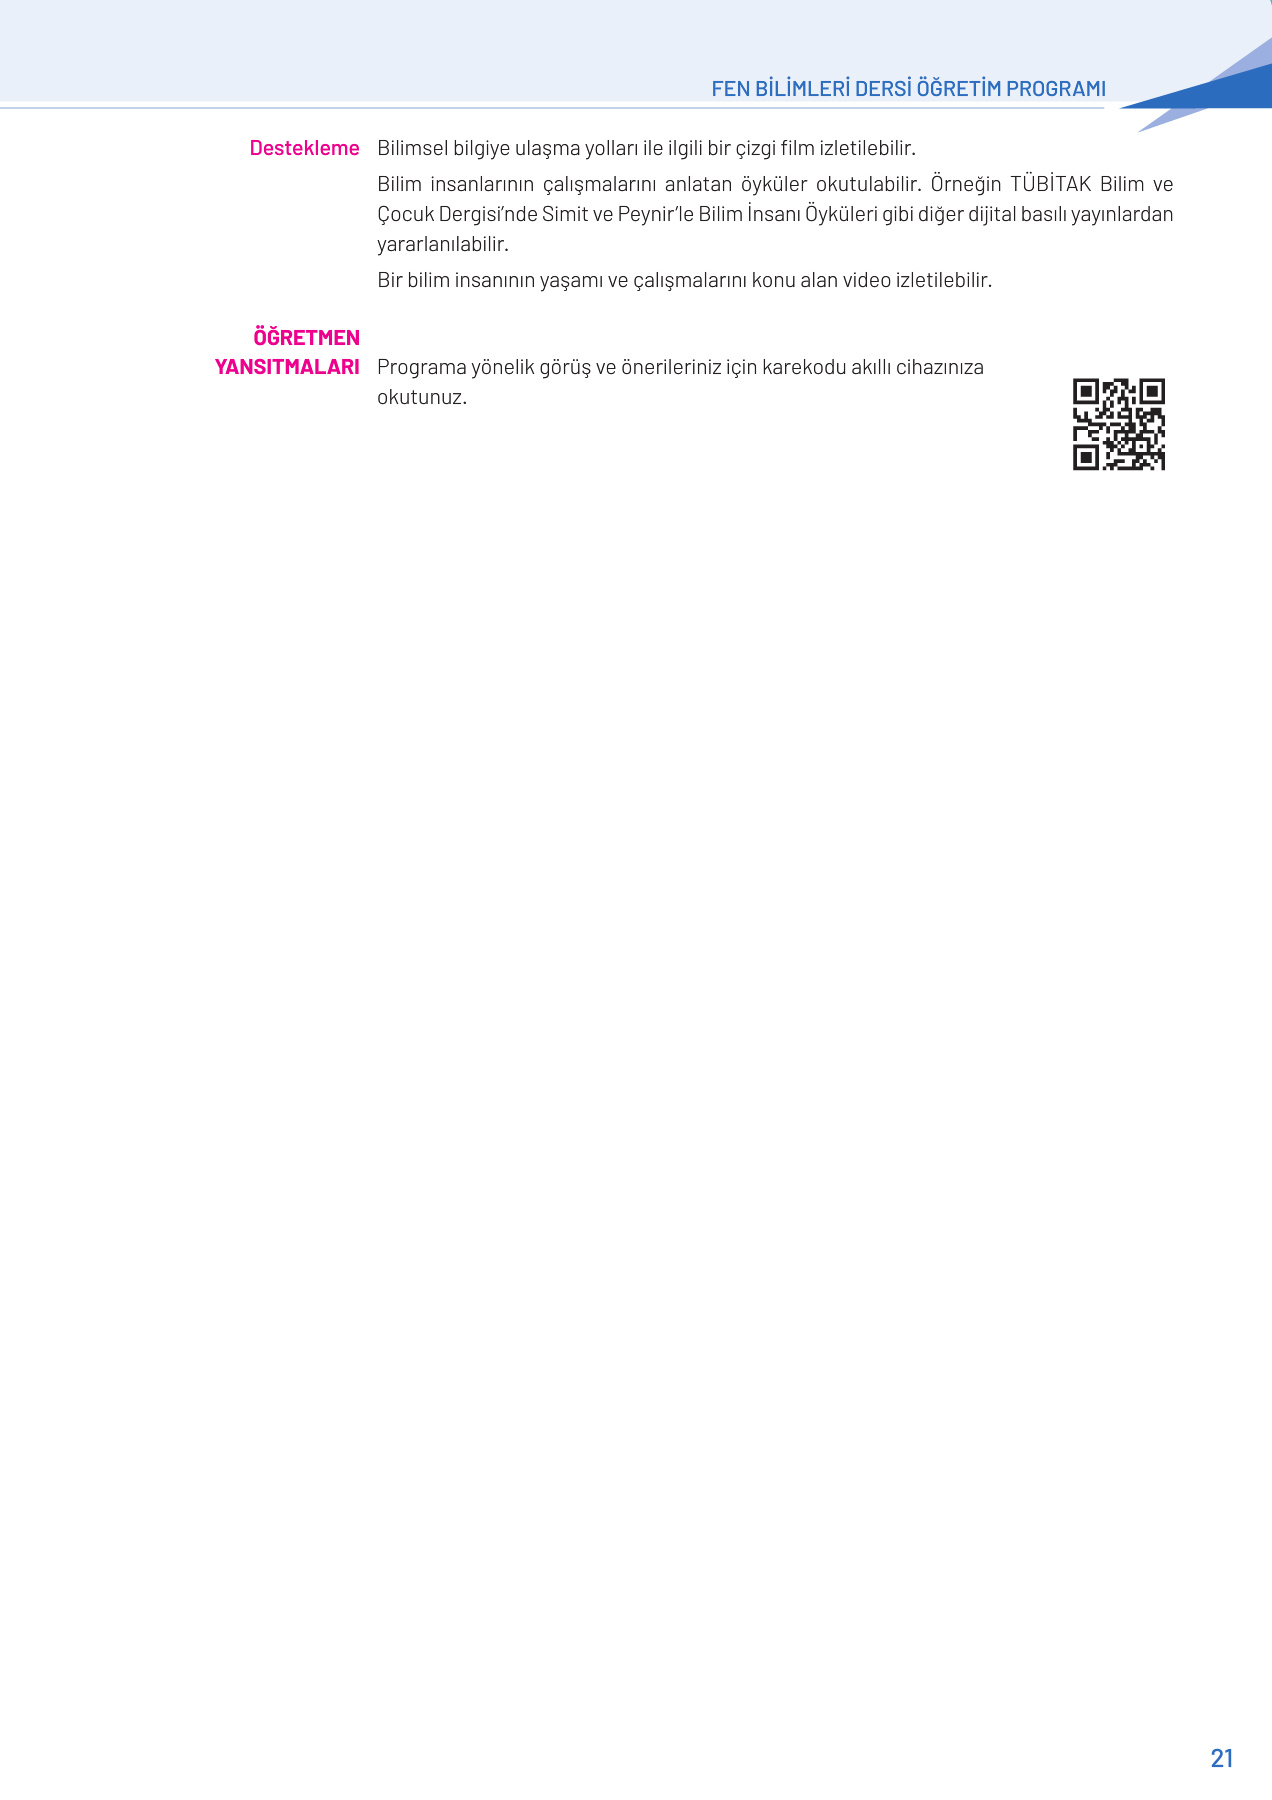 FEN BİLİMLERİ DERSİ ÖĞRETİM PROGRAMI
Destekleme Bilimsel bilgiye ulaşma yolları ile ilgili bir çizgi film izletilebilir.
Bilim insanlarının çalışmalarını anlatan öyküler okutulabilir. Örneğin TÜBİTAK Bilim ve
Çocuk Dergisi’nde Simit ve Peynir’le Bilim İnsanı Öyküleri gibi diğer dijital basılı yayınlardan
yararlanılabilir.
Bir bilim insanının yaşamı ve çalışmalarını konu alan video izletilebilir.
ÖĞRETMEN
YANSITMALARI Programa yönelik görüş ve önerileriniz için karekodu akıllı cihazınıza
okutunuz.
21